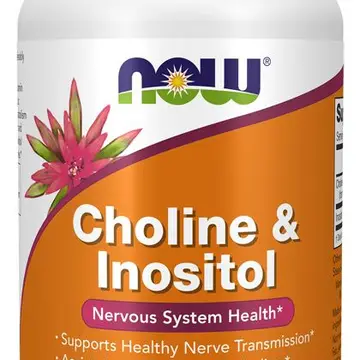 NOW®
Choline &
Inositol
Nervous System Health*
• Supports Healthy Nerve Transmission*